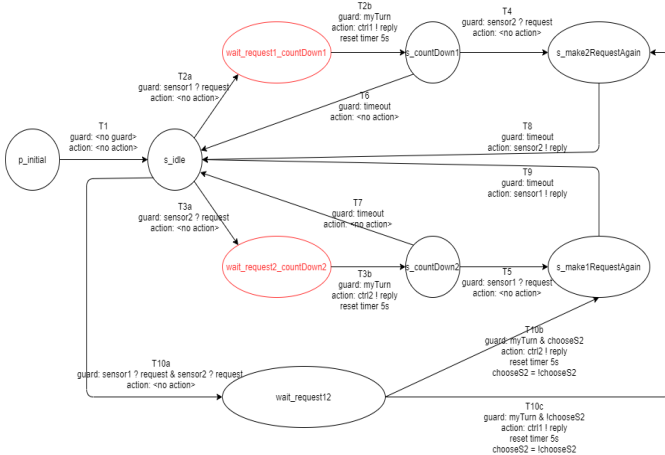 T2b
guard: myTurn
action: ctrl1 ! reply
reset timer 5s
T4
guard: sensor2 ? request
action: <no action>
wait_request1_countDown1
s_countDown1
s_make2RequestAgain
T2a
guard: sensor1 ? request
action: <no action>
T6
guard: timeout
action: <no action>
T1
guard: <no guard>
action: <no action>
T8
guard: timeout
action: sensor2 ! reply
p_initial
s_idle
T9
guard: timeout
action: sensor1 ! reply
T3a
guard: sensor2 ? request
action: <no action>
T7
guard: timeout
action: <no action>
wait_request2_countDown2
s_countDown2
s_make1RequestAgain
T3b
guard: myTurn
action: ctrl2 ! reply
reset timer 5s
T5
guard: sensor1 ? request
action: <no action>
T10b
guard: myTurn & chooseS2
action: ctrl2 ! reply
reset timer 5s
chooseS2 = !chooseS2
T10a
guard: sensor1 ? request & sensor2 ? request
action: <no action>
wait_request12
T10c
guard: myTurn & !chooseS2
action: ctrl1 ! reply
reset timer 5s
chooseS2 = !chooseS2